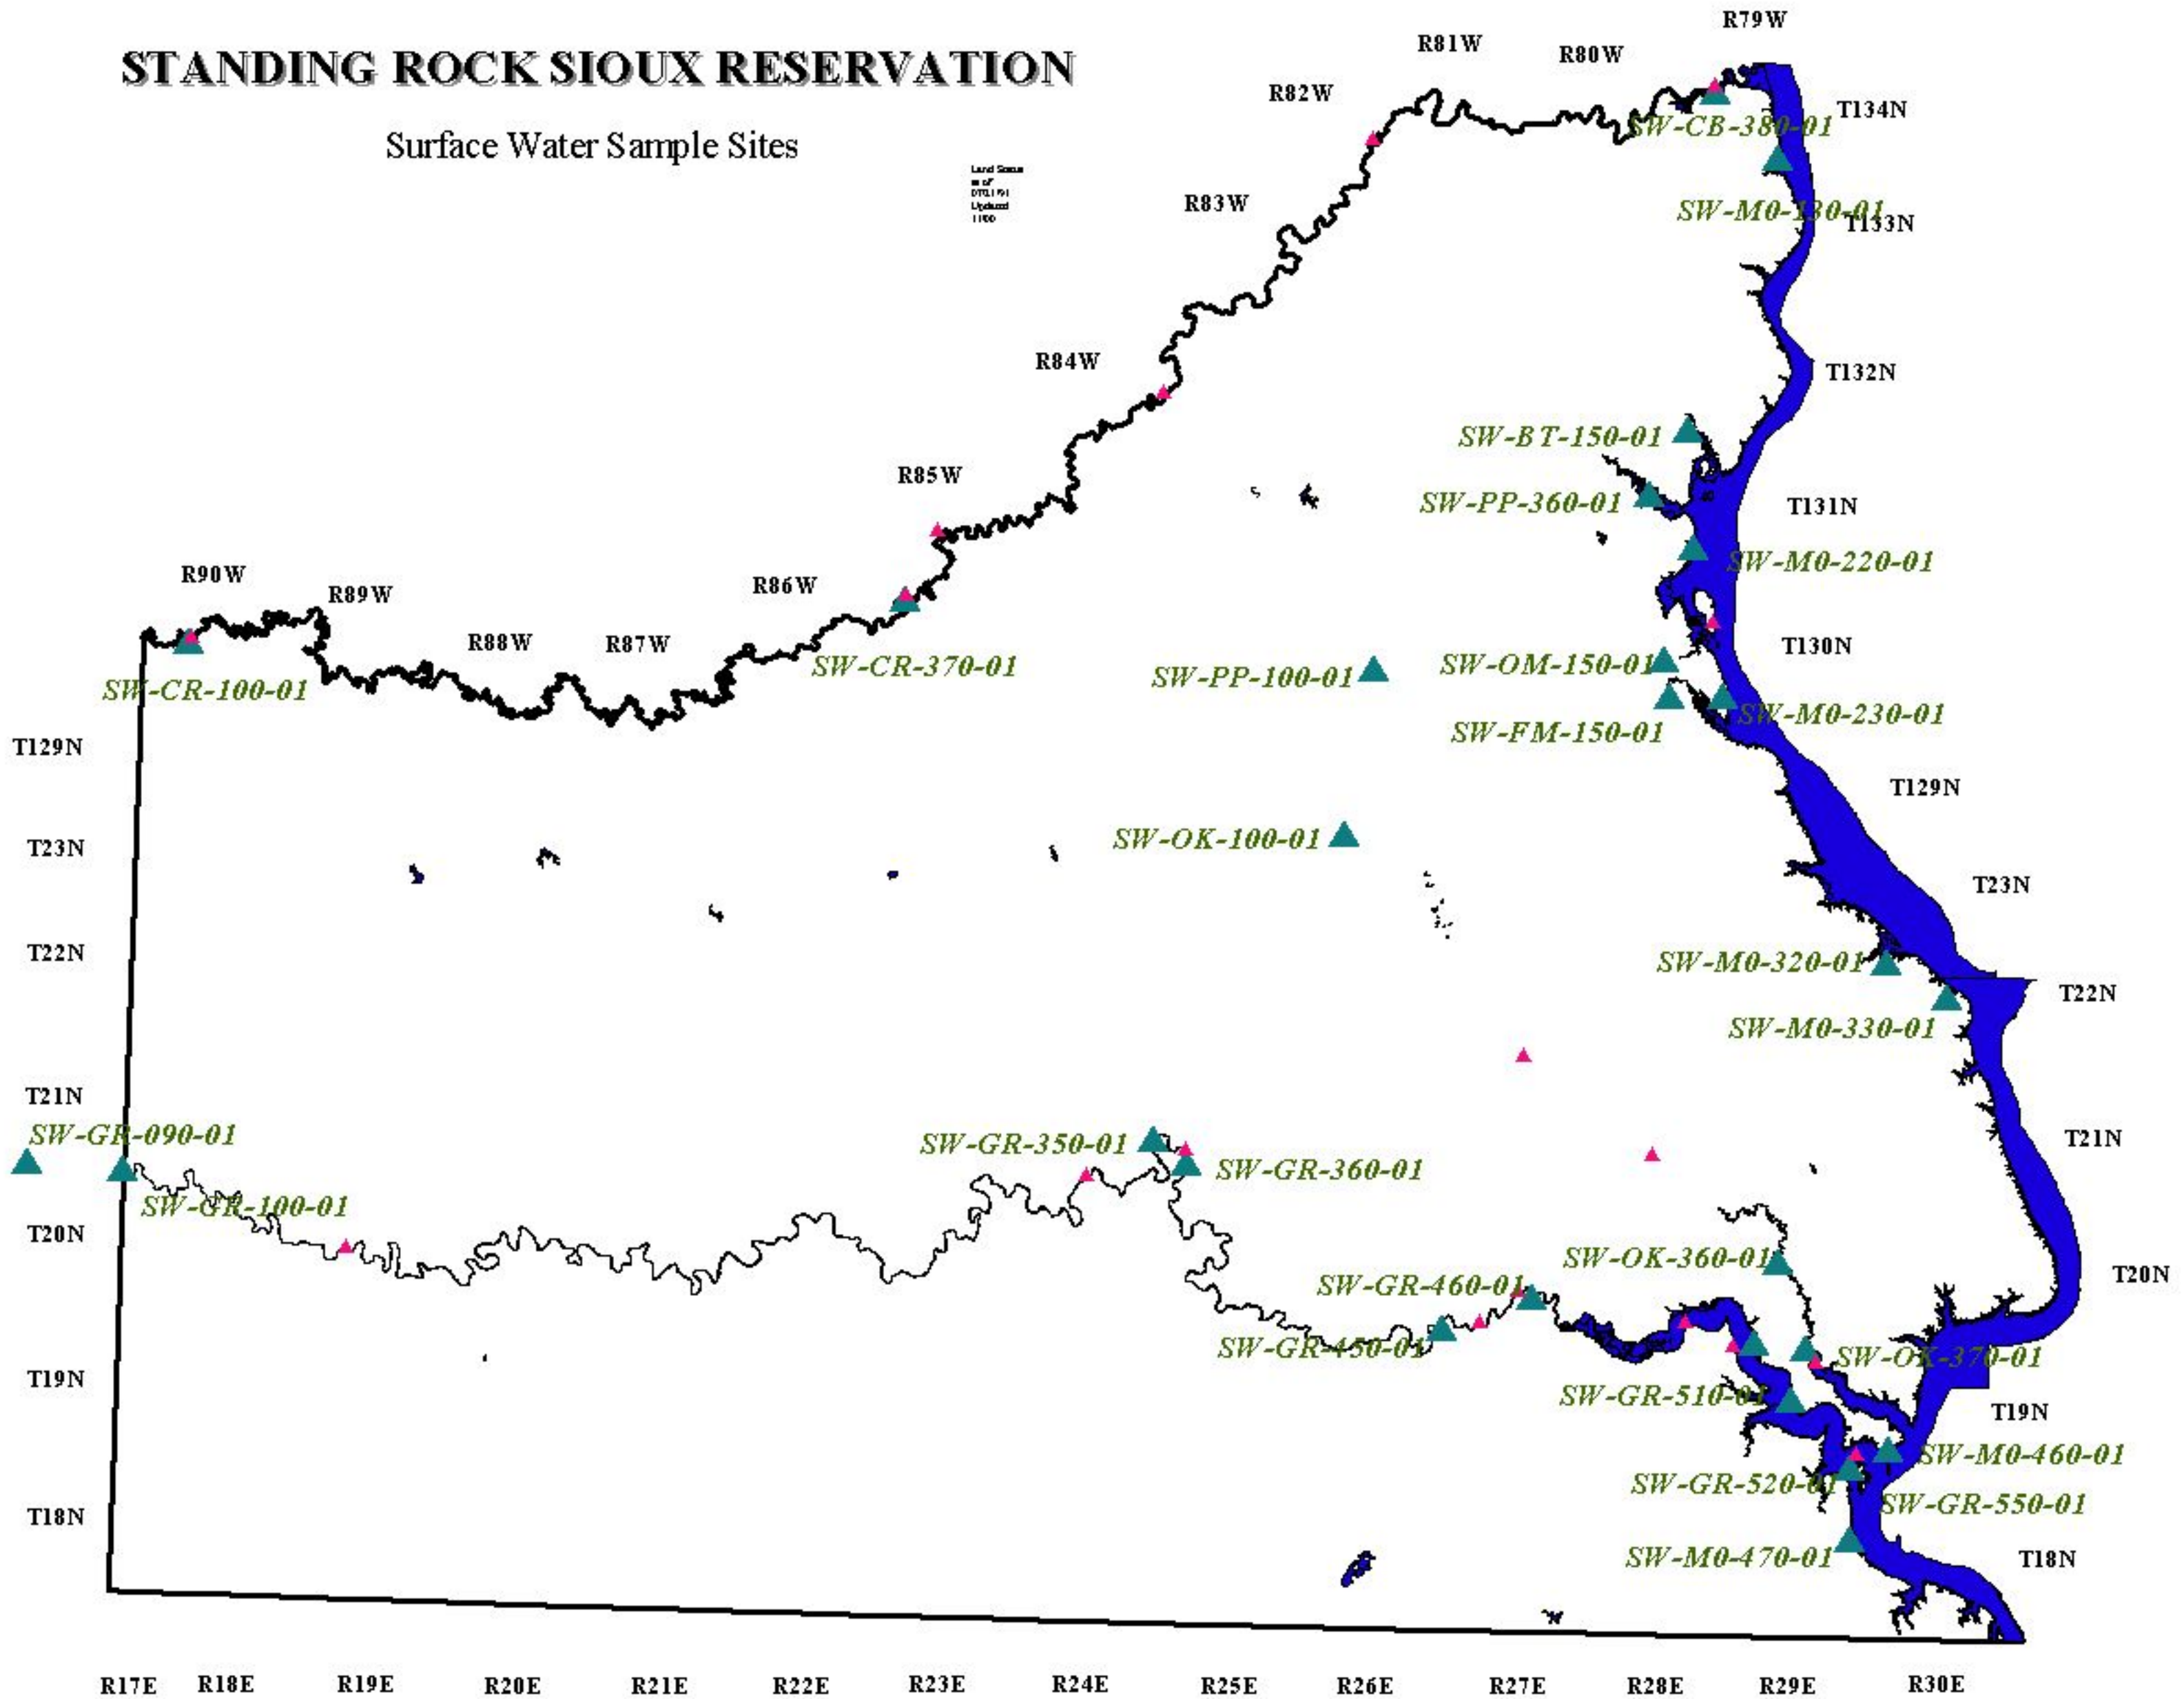 STANDING ROCK SIOUX RESERVATION
Surface Water Sample Sites
Land Status
as of
Updated
11/00
R79W
R80W
R81W
R82W
R83W
R84W
R85W
R86W
R87W
R88W
R89W
R90W
T134N
SW-CB-380-01
SW-M0-130-01
T133N
T132N
SW-BT-150-01
SW-PP-360-01
T131N
SW-M0-220-01
T130N
SW-OM-150-01
SW-PP-100-01
SW-CR-370-01
SW-CR-100-01
SW-M0-230-01
SW-FM-150-01
T129N
T129N
SW-OK-100-01
T23N
T23N
T22N
SW-M0-320-01
T22N
SW-M0-330-01
T21N
SW-GR-090-01
SW-GR-350-01
T21N
SW-GR-360-01
SW-GR-100-01
T20N
SW-OK-360-01
T20N
SW-GR-460-01
SW-GR-450-01
SW-OK-370-01
T19N
SW-GR-510-01
T19N
SW-M0-460-01
SW-GR-520-01
SW-GR-550-01
T18N
SW-M0-470-01
T18N
R17E R18E R19E R20E R21E R22E R23E R24E R25E R26E R27E R28E R29E R30E